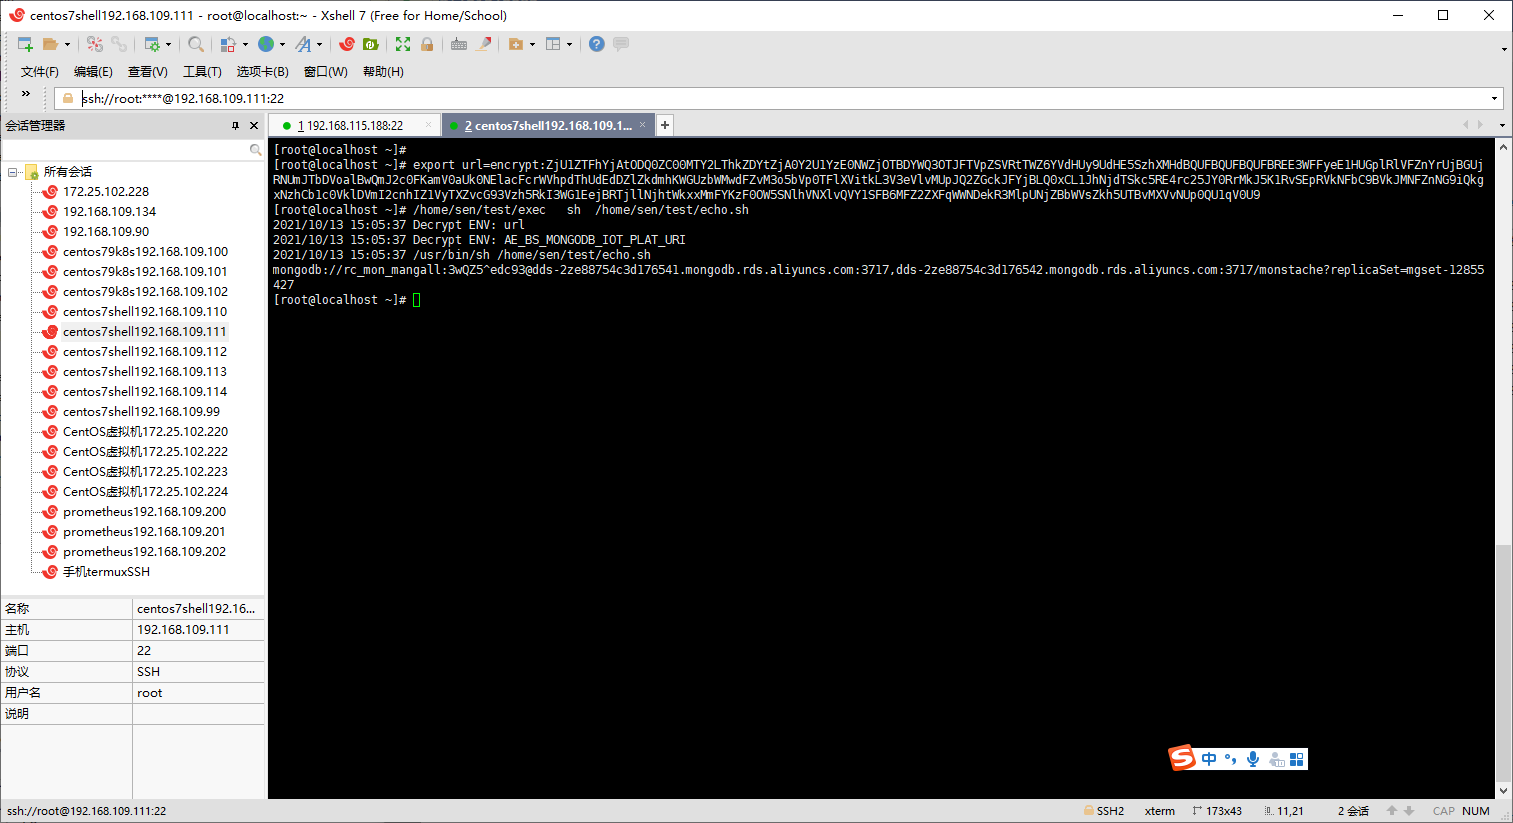 centos7shell192.168.109.111 - root@localhost:~ - Xshell 7 (Free for Home/School)
文件(F) 编辑(E) 查看(V) 工具(T) 选项卡(B) 窗口(W) 帮助(H)
ssh://root:****@192.168.109.111:22
会话管理器
1 192.168.115.188:22
2 centos7shell192.168.109.1...
所有会话
172.25.102.228
192.168.109.134
192.168.109.90
centos79k8s192.168.109.100
centos79k8s192.168.109.101
centos79k8s192.168.109.102
centos7shell192.168.109.110
centos7shell192.168.109.111
centos7shell192.168.109.112
centos7shell192.168.109.113
centos7shell192.168.109.114
centos7shell192.168.109.99
CentOS虚拟机172.25.102.220
CentOS虚拟机172.25.102.222
CentOS虚拟机172.25.102.223
CentOS虚拟机172.25.102.224
prometheus192.168.109.200
prometheus192.168.109.201
prometheus192.168.109.202
手机termuxSSH
名称 centos7shell192.16...
主机 192.168.109.111
端口 22
协议 SSH
用户名 root
说明
[root@localhost ~]#
[root@localhost ~]# export
[root@localhost ~]# /home/sen/test/exec sh /home/sen/test/echo.sh
2021/10/13 15:05:37 Decrypt ENV: url
2021/10/13 15:05:37 Decrypt ENV: AE_BS_MONGODB_IOT_PLAT_URI
2021/10/13 15:05:37 /usr/bin/sh /home/sen/test/echo.sh
mongodb://rc_mon_mangall:3wQZ5^edc93@dds-2ze88754c3d176541.mongodb.rds.aliyuncs.com:3717,dds-2ze88754c3d176542.mongodb.rds.aliyuncs.com:3717/monstache?replicaSet=mgset-12855
427
[root@localhost ~]#
中
ssh://root@192.168.109.111:22 SSH2 xterm 173x43 11,21 2 会话 CAP NUM